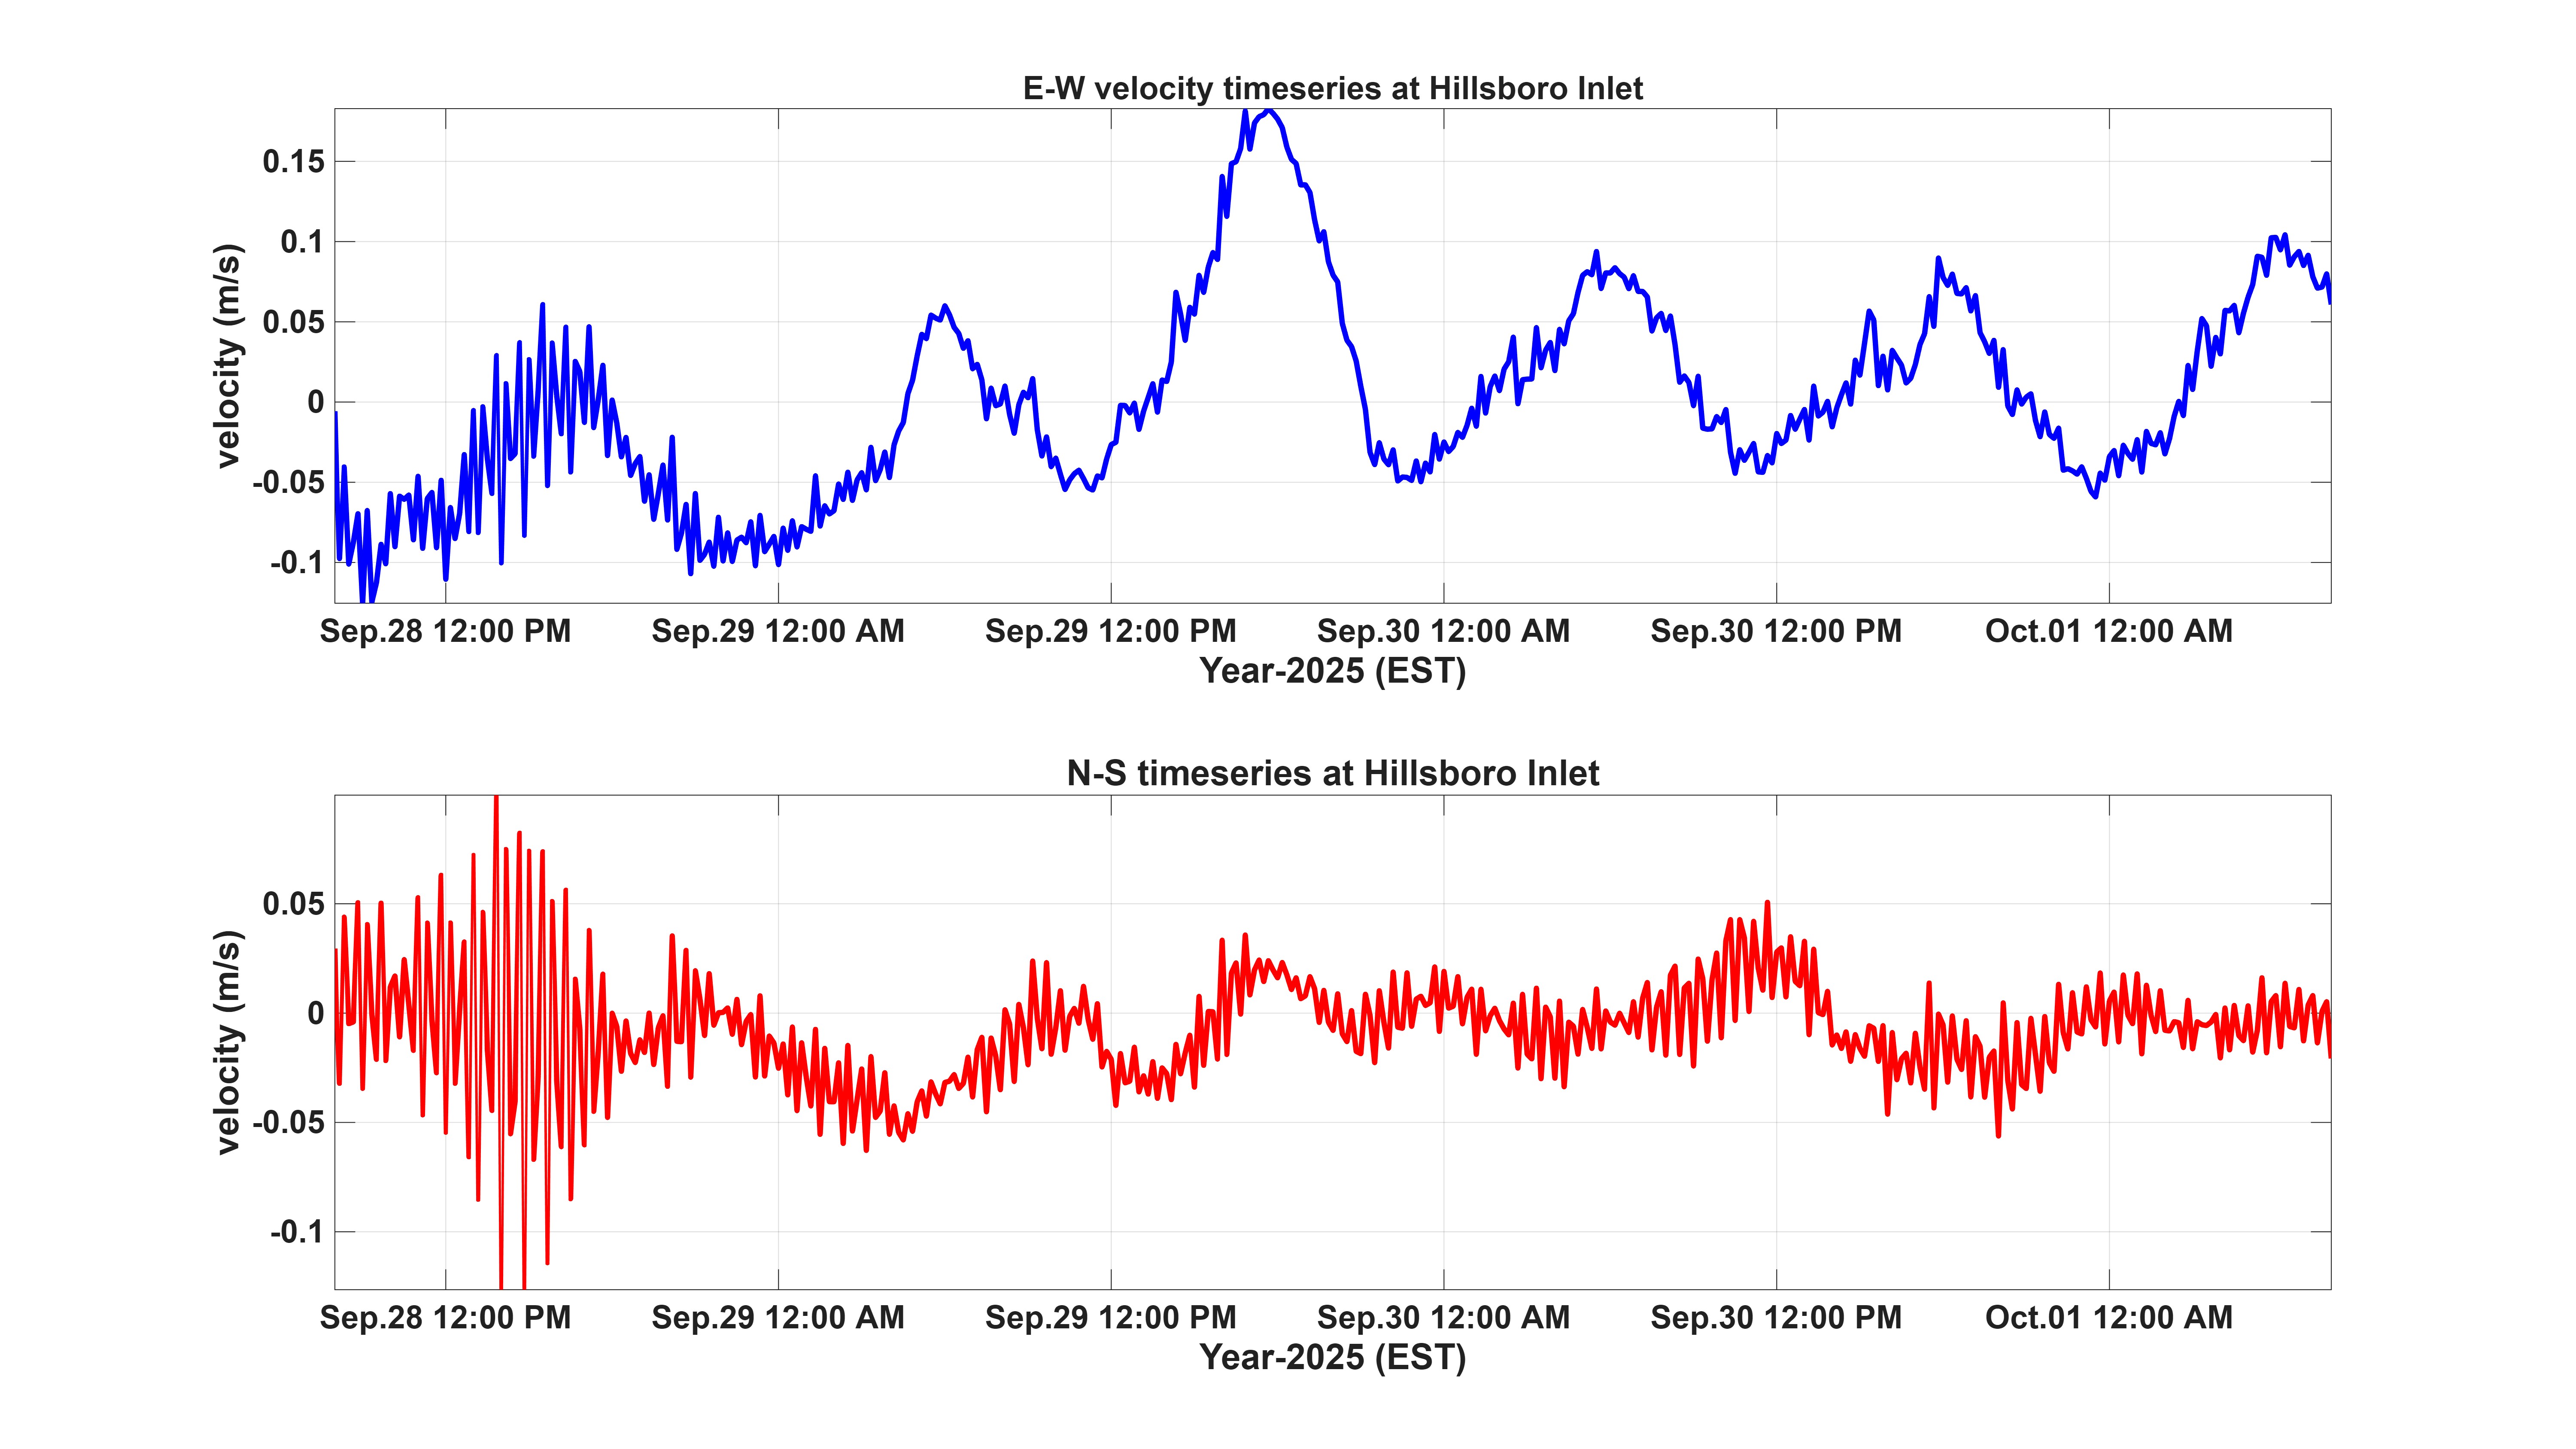 E-W velocity timeseries at Hillsboro Inlet
velocity (m/s)
0.15
0.1
0.05
0
-0.05
-0.1
Sep.28 12:00 PM Sep.29 12:00 AM Sep.29 12:00 PM Sep.30 12:00 AM Sep.30 12:00 PM Oct.01 12:00 AM
Year-2025 (EST)
N-S timeseries at Hillsboro Inlet
velocity (m/s)
0.05
0
-0.05
-0.1
Sep.28 12:00 PM Sep.29 12:00 AM Sep.29 12:00 PM Sep.30 12:00 AM Sep.30 12:00 PM Oct.01 12:00 AM
Year-2025 (EST)